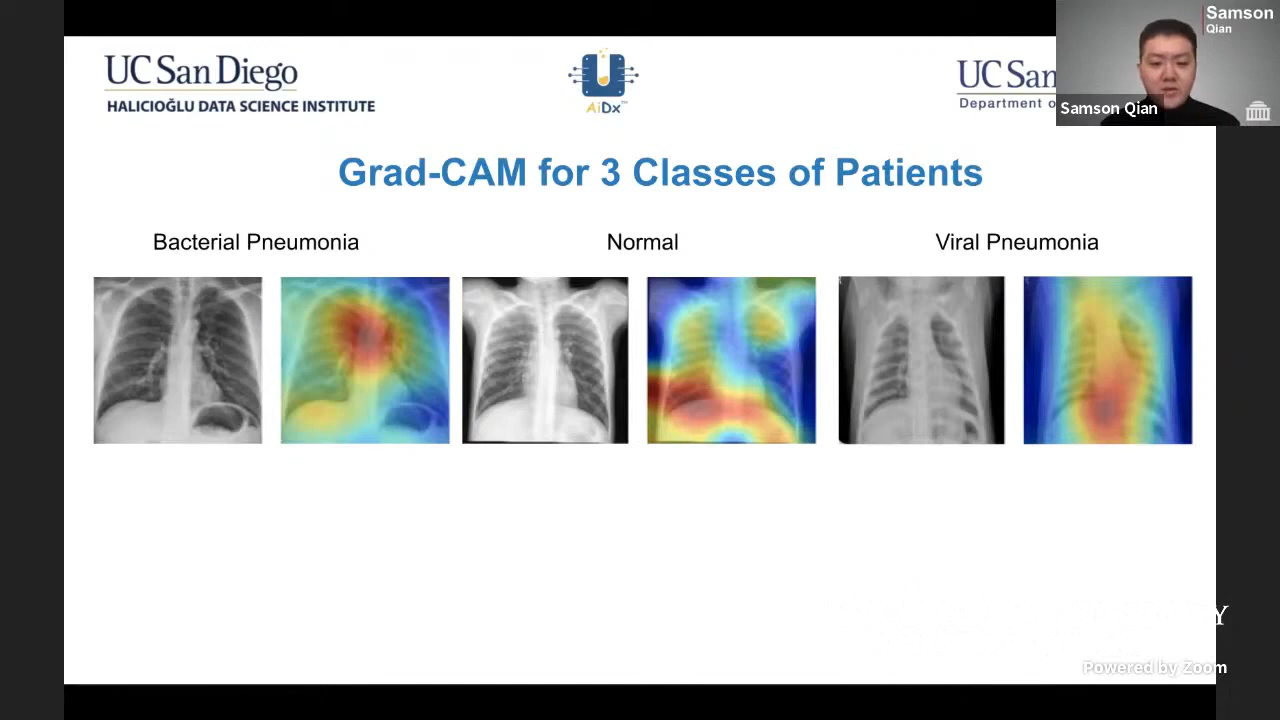 UC San Diego
HALICIOĞLU DATA SCIENCE INSTITUTE
AiDx™
UC San
Department o
Samson
Qian
Samson Qian
Grad-CAM for 3 Classes of Patients
Bacterial Pneumonia
Normal
Viral Pneumonia
Y
Powered by Zoom